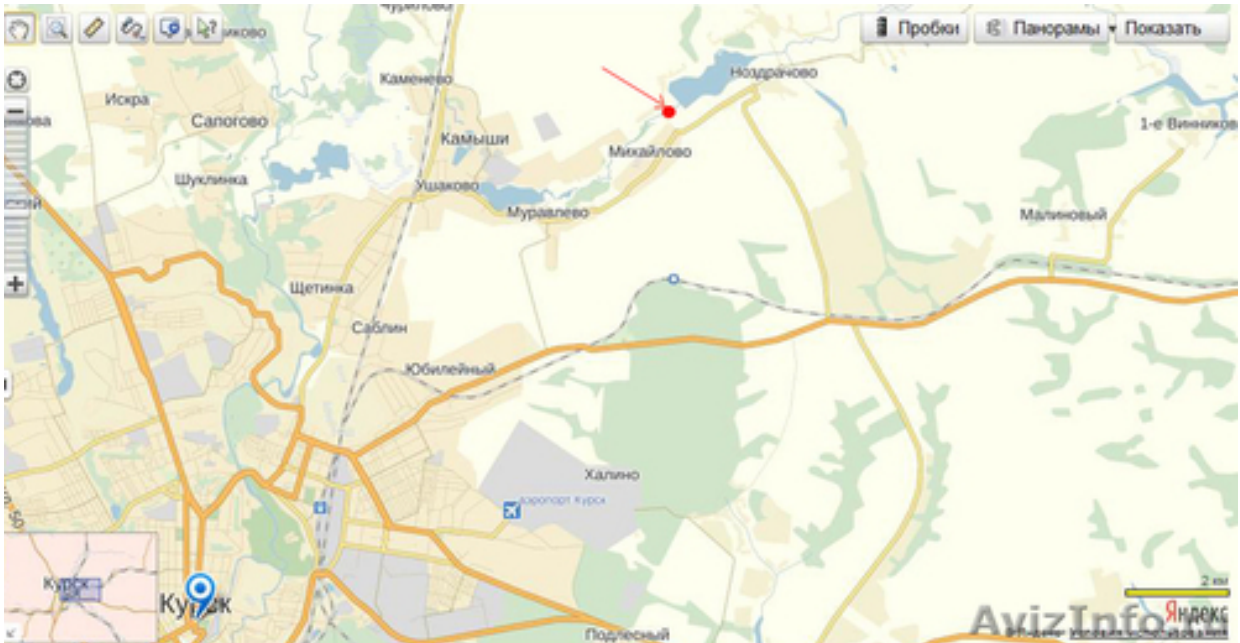 Чурилово
Пробки
Панорамы
Показать
Ноздрачово
Каменево
Искра
Сапогово
1-е Винников
Камыши
Михайлово
Шуклинка
Ушаково
Муравлево
Малиновый
Щетинка
Саблин
Юбилейный
Халино
аэропорт Курск
2 км
Курск
Курск
Яндекс
AvizInfo
Подлесный